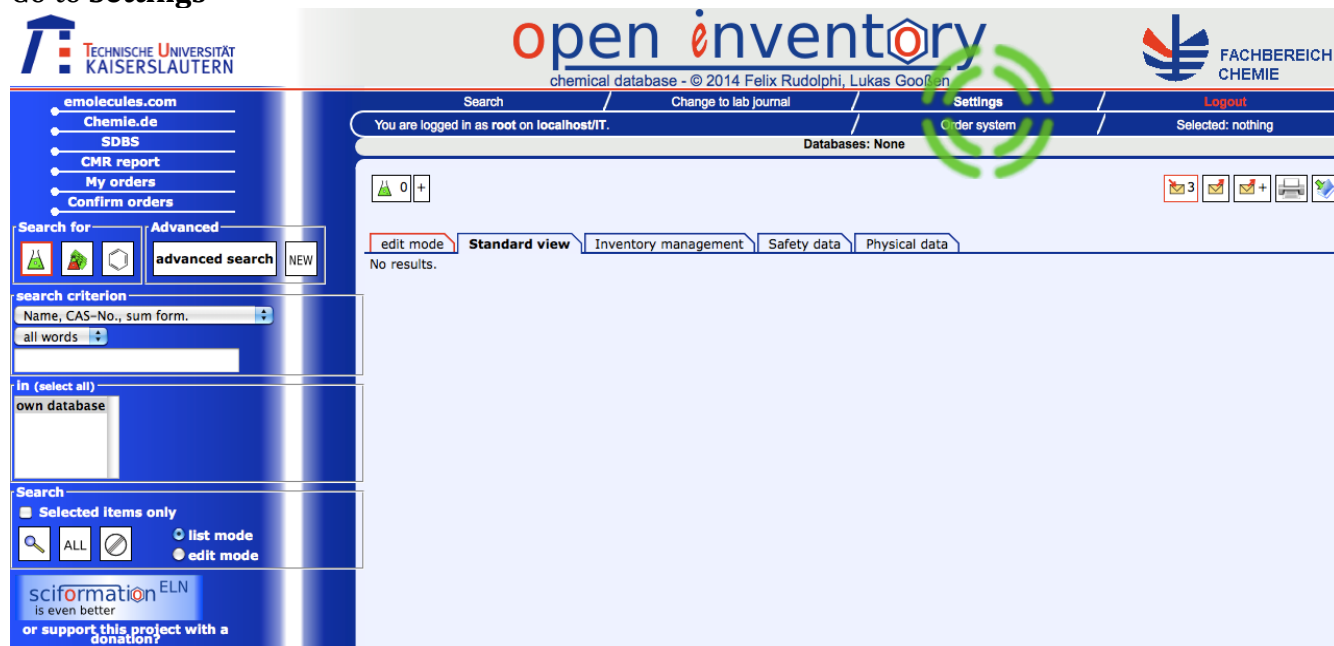 Go to Settings
TECHNISCHE UNIVERSITÄT
KAISERSLAUTERN
open enventory
chemical database - © 2014 Felix Rudolphi, Lukas Gooßen
FACHBEREICH
CHEMIE
emolecules.com
Chemie.de
SDBS
CMR report
My orders
Confirm orders
Search / Change to lab journal / Settings / Logout
You are logged in as root on localhost/IT. / Order system / Selected: nothing
Databases: None
0 +
3 +
Search for
Advanced
advanced search NEW
edit mode Standard view Inventory management Safety data Physical data
No results.
search criterion
Name, CAS-No., sum form.
all words
in (select all)
own database
Search
Selected items only
ALL
list mode
edit mode
sciformation ELN
is even better
or support this project with a
donation?